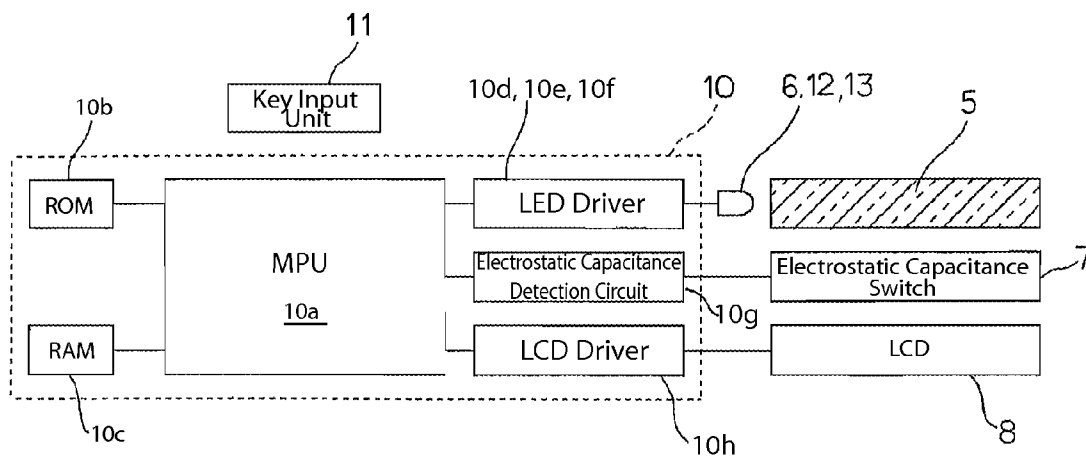 11
Key Input
Unit
10d, 10e, 10f
10
6,12,13
5
10b
ROM
LED Driver
MPU
10a
Electrostatic Capacitance
Detection Circuit
10g
Electrostatic Capacitance
Switch
7
RAM
10c
LCD Driver
10h
LCD
8